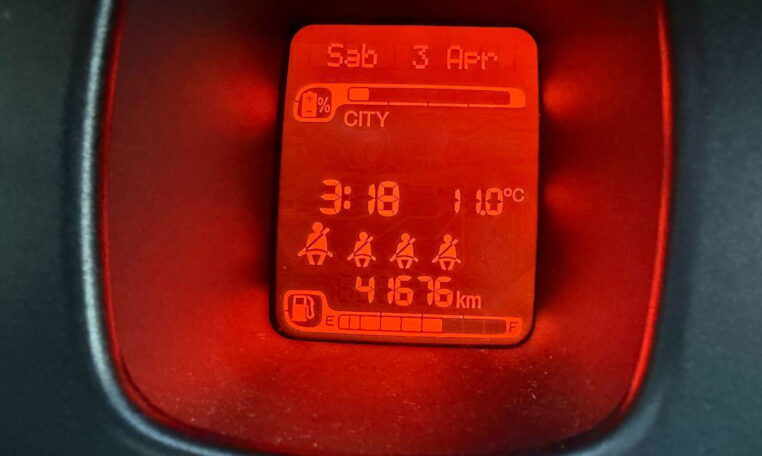 Sab 3 Apr
%
CITY
3:18 11.0°C
41676 km
E F